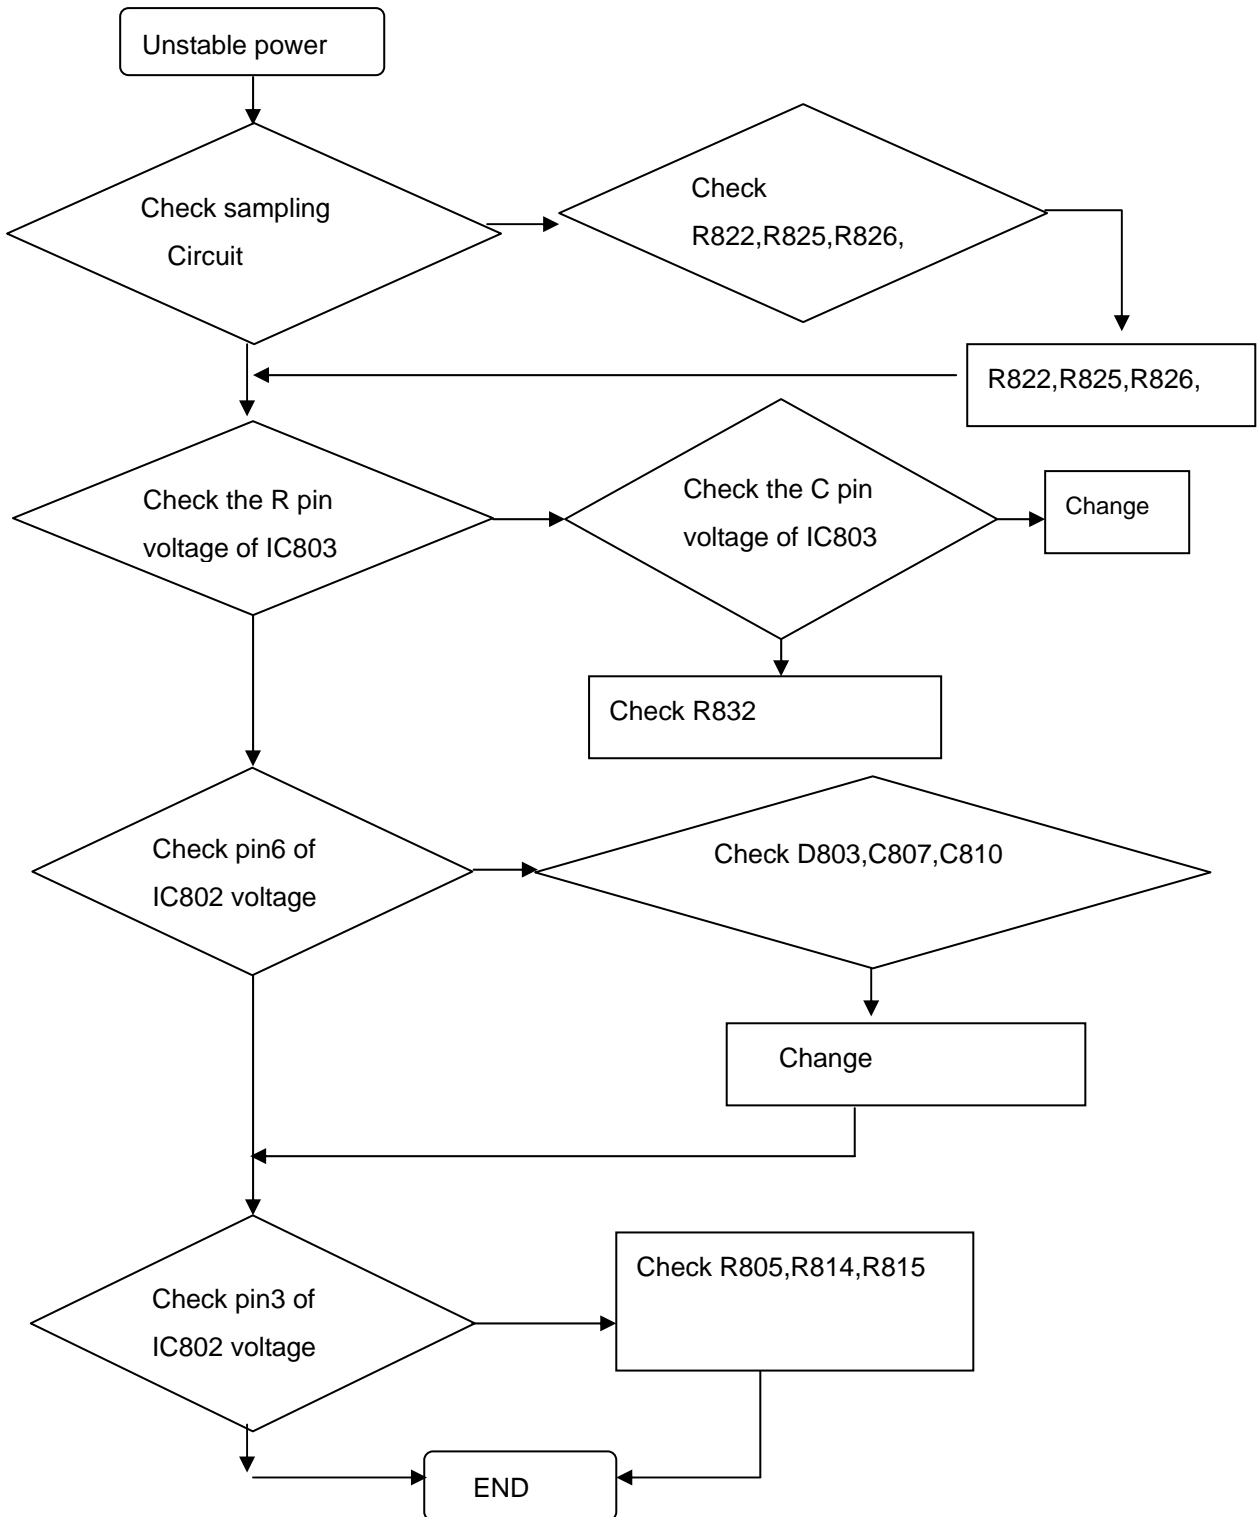 Unstable power
Check sampling
Circuit
Check
R822,R825,R826,
R822,R825,R826,
Check the R pin
voltage of IC803
Check the C pin
voltage of IC803
Change
Check R832
Check pin6 of
IC802 voltage
Check D803,C807,C810
Change
Check pin3 of
IC802 voltage
Check R805,R814,R815
END